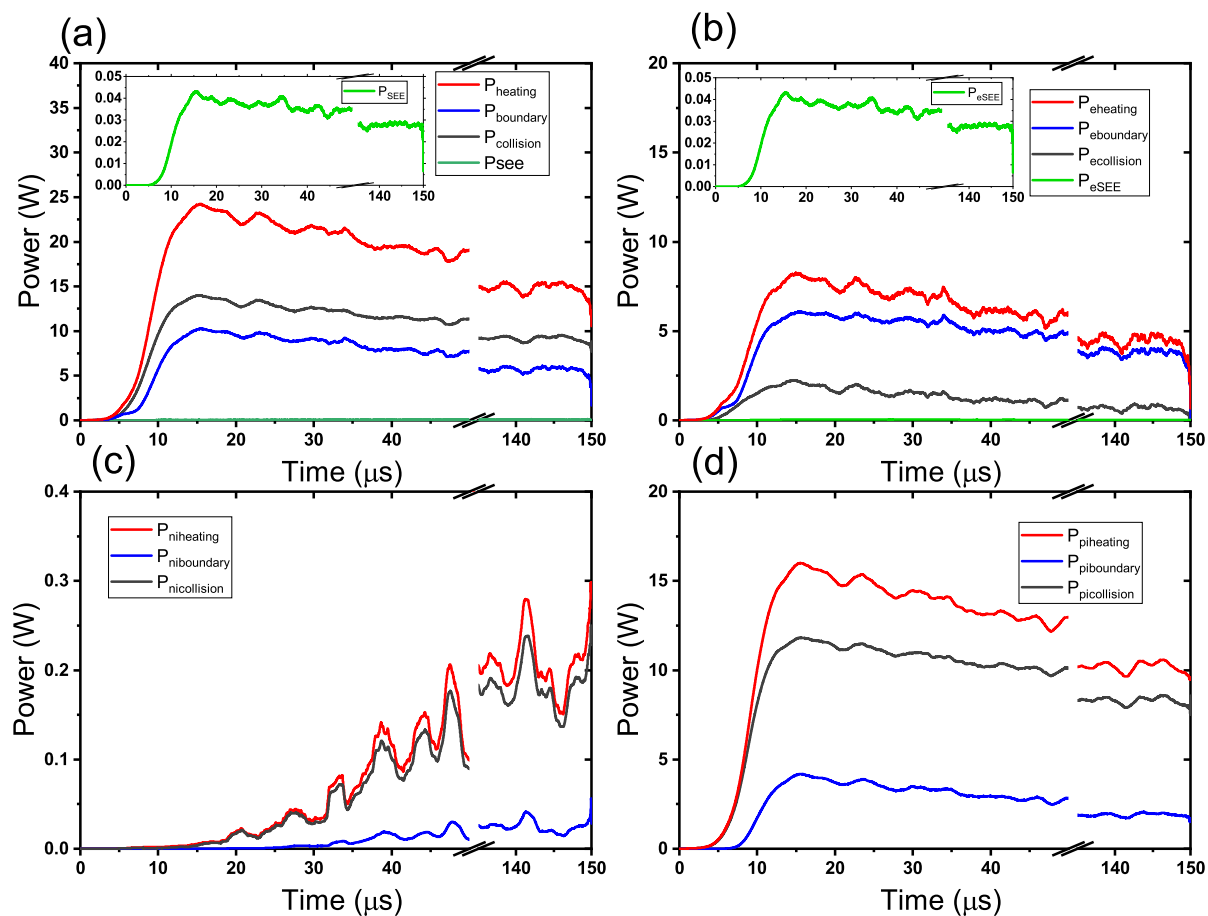 (a)
40
35
30
25
20
15
10
5
0
Power (W)
0.05
0.04
0.03
0.02
0.01
0.00
0 10 20 30 40 140 150
P_SEE
P_heating
P_boundary
P_collision
Psee
0 10 20 30 40 140 150
Time (μs)
(b)
20
15
10
5
0
Power (W)
0.05
0.04
0.03
0.02
0.01
0.00
0 10 20 30 40 140 150
P_eSEE
P_eheating
P_eboundary
P_ecollision
P_eSEE
0 10 20 30 40 140 150
Time (μs)
(c)
0.4
0.3
0.2
0.1
0.0
Power (W)
P_niheating
P_niboundary
P_nicollision
0 10 20 30 40 140 150
Time (μs)
(d)
20
15
10
5
0
Power (W)
P_piheating
P_piboundary
P_picollision
0 10 20 30 40 140 150
Time (μs)